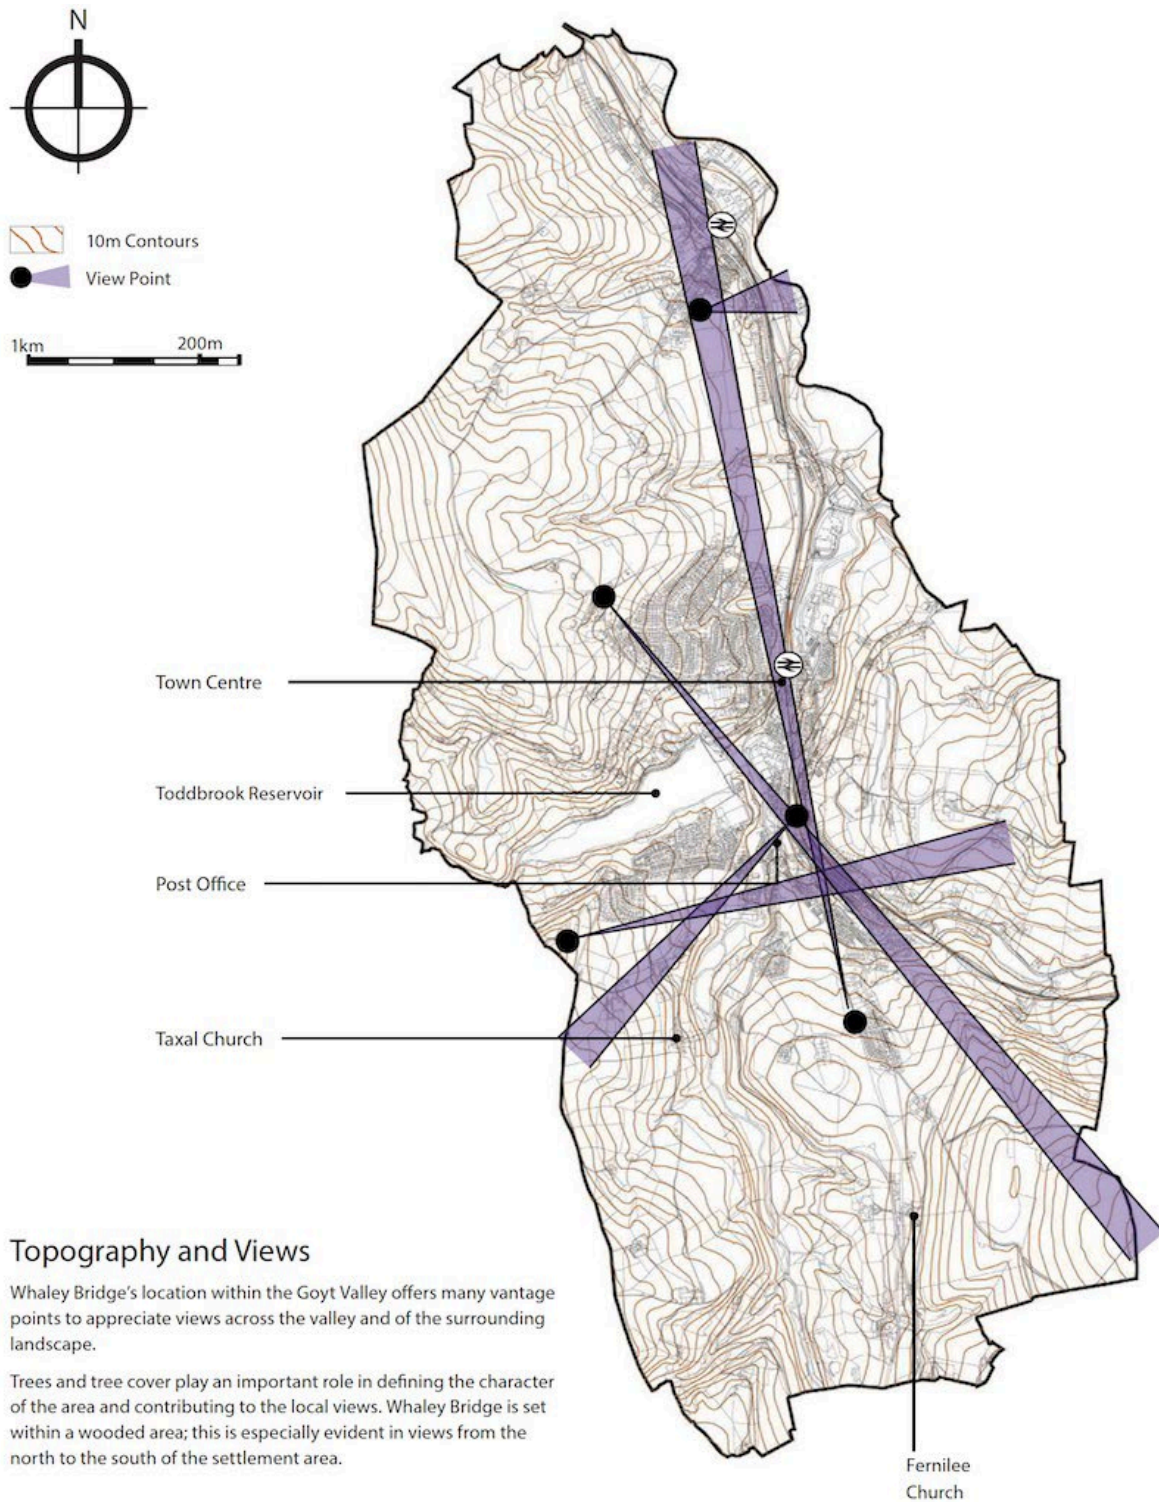 N
10m Contours
View Point
1km 200m
Town Centre
Toddbrook Reservoir
Post Office
Taxal Church
Topography and Views
Whaley Bridge's location within the Goyt Valley offers many vantage
points to appreciate views across the valley and of the surrounding
landscape.
Trees and tree cover play an important role in defining the character
of the area and contributing to the local views. Whaley Bridge is set
within a wooded area; this is especially evident in views from the
north to the south of the settlement area.
Fernilee
Church